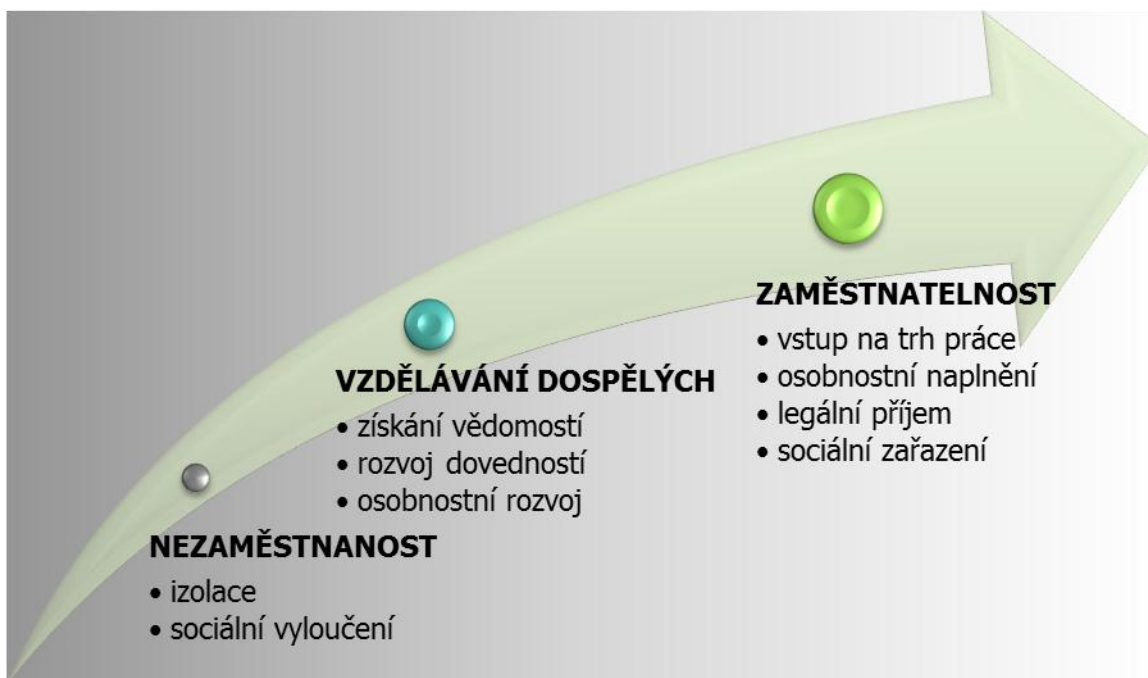 NEZAMĚSTNANOST
• izolace
• sociální vyloučení
VZDĚLÁVÁNÍ DOSPĚLÝCH
• získání vědomostí
• rozvoj dovedností
• osobnostní rozvoj
ZAMĚSTNATELNOST
• vstup na trh práce
• osobnostní naplnění
• legální příjem
• sociální zařazení